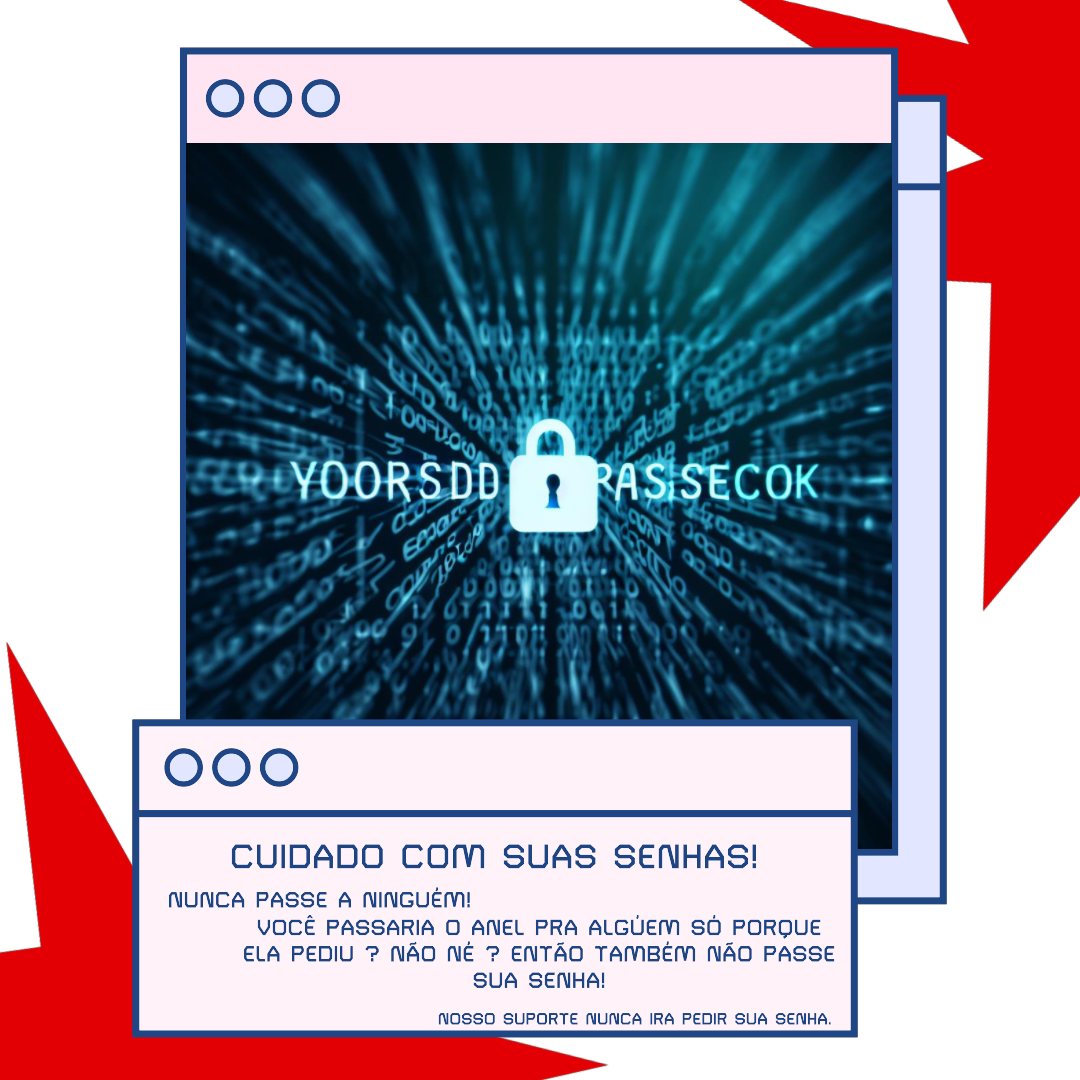 YOORSDD PASSECOK
CUIDADO COM SUAS SENHAS!
NUNCA PASSE A NINGUÉM!
VOCÊ PASSARIA O ANEL PRA ALGÚEM SÓ PORQUE
ELA PEDIU ? NÃO NÉ ? ENTÃO TAMBÉM NÃO PASSE
SUA SENHA!
NOSSO SUPORTE NUNCA IRA PEDIR SUA SENHA.